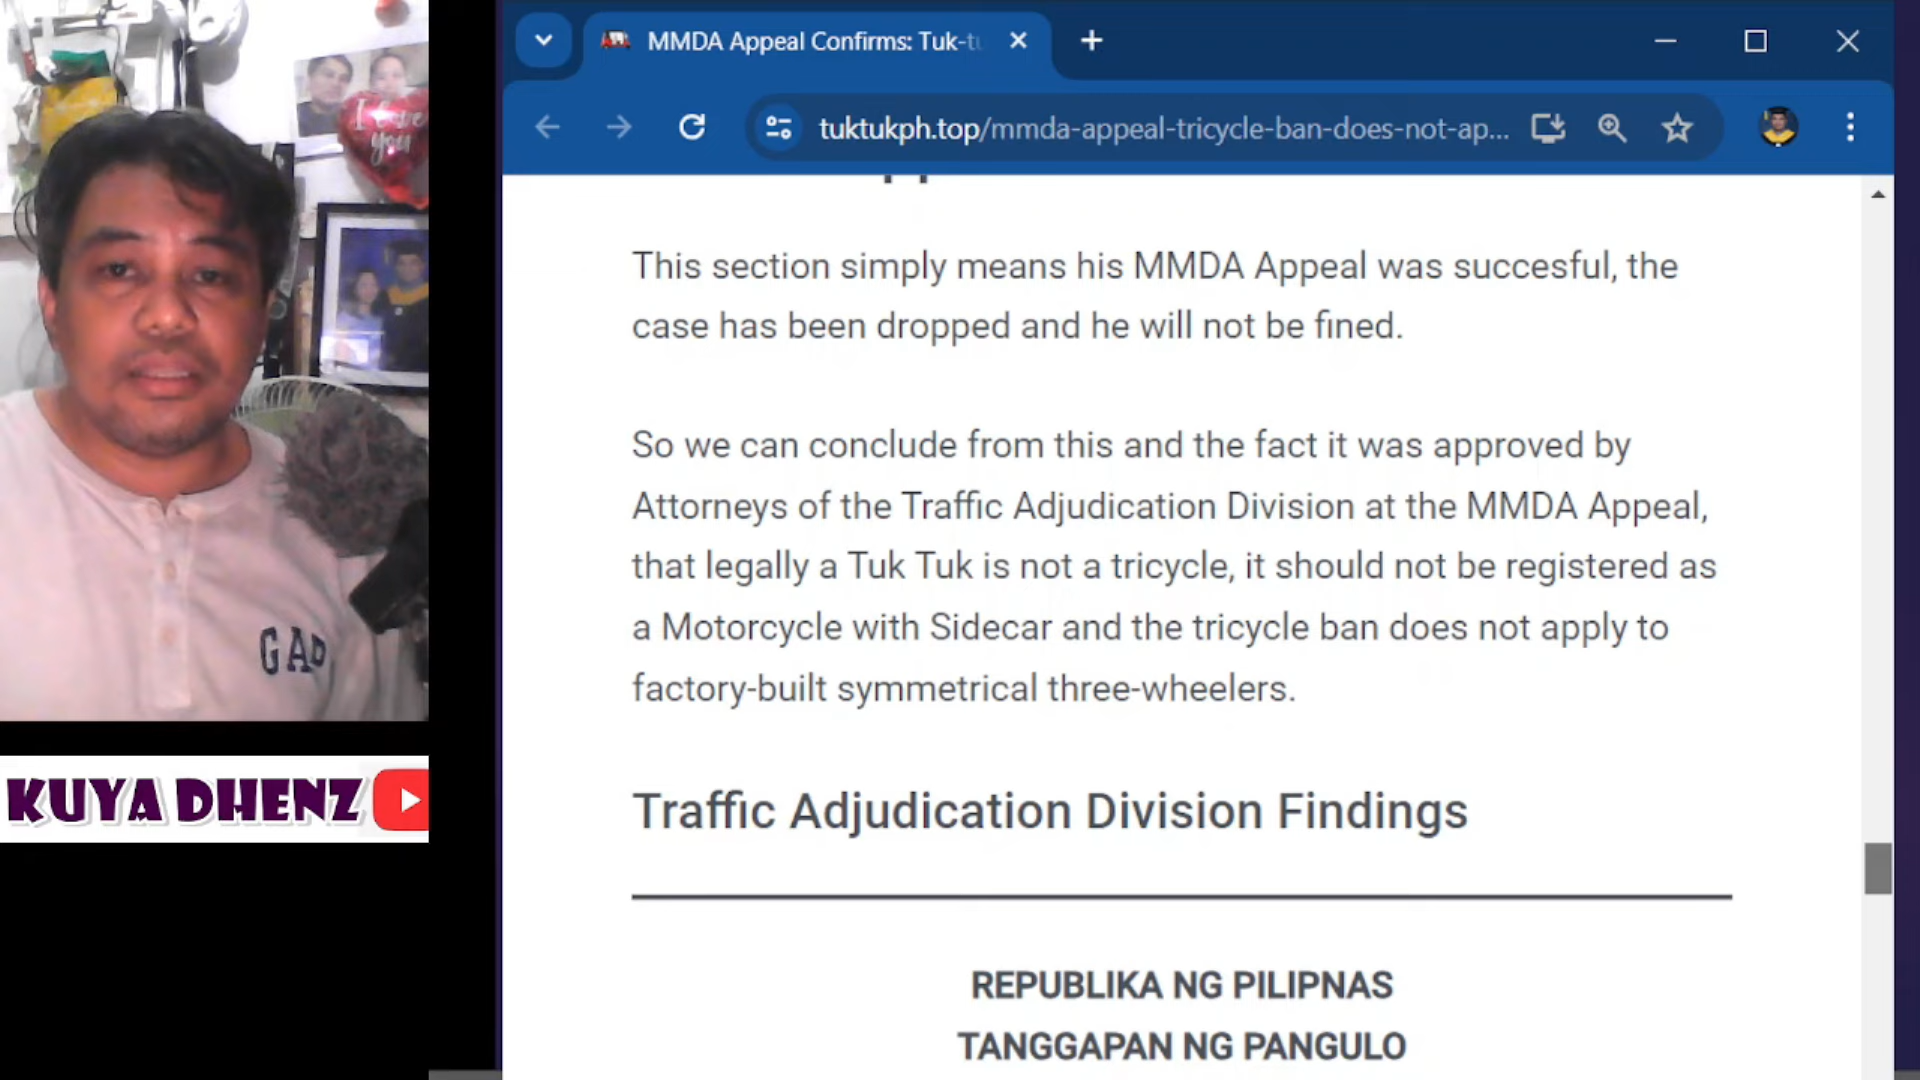 MMDA Appeal Confirms: Tuk-tu
tuktukph.top/mmda-appeal-tricycle-ban-does-not-ap...
I Love
you
This section simply means his MMDA Appeal was succesful, the
case has been dropped and he will not be fined.
So we can conclude from this and the fact it was approved by
Attorneys of the Traffic Adjudication Division at the MMDA Appeal,
that legally a Tuk Tuk is not a tricycle, it should not be registered as
a Motorcycle with Sidecar and the tricycle ban does not apply to
factory-built symmetrical three-wheelers.
GAP
KUYA DHENZ
Traffic Adjudication Division Findings
REPUBLIKA NG PILIPNAS
TANGGAPAN NG PANGULO